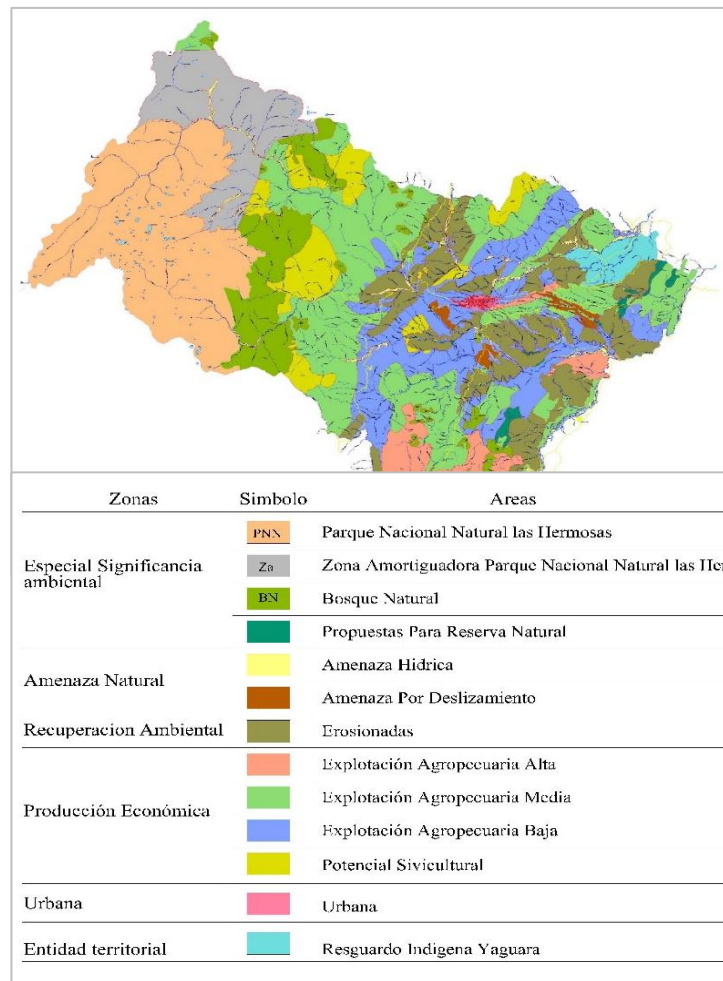 Zonas Simbolo Areas
PNN Parque Nacional Natural las Hermosas
Especial Significancia ambiental
Za Zona Amortiguadora Parque Nacional Natural las Her
BN Bosque Natural
Propuestas Para Reserva Natural
Amenaza Natural
Amenaza Hidrica
Amenaza Por Deslizamiento
Recuperacion Ambiental Erosionadas
Producción Económica
Explotación Agropecuaria Alta
Explotación Agropecuaria Media
Explotación Agropecuaria Baja
Potencial Sivicultural
Urbana Urbana
Entidad territorial Resguardo Indigena Yaguara